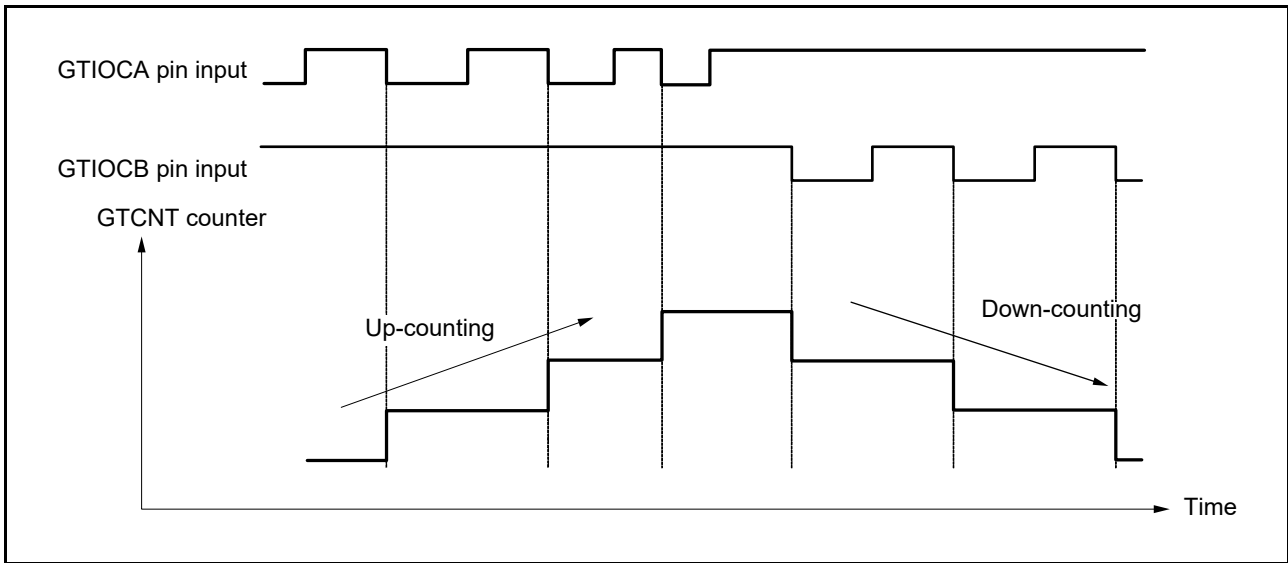 GTIOCA pin input
GTIOCB pin input
GTCNT counter
Up-counting
Down-counting
Time